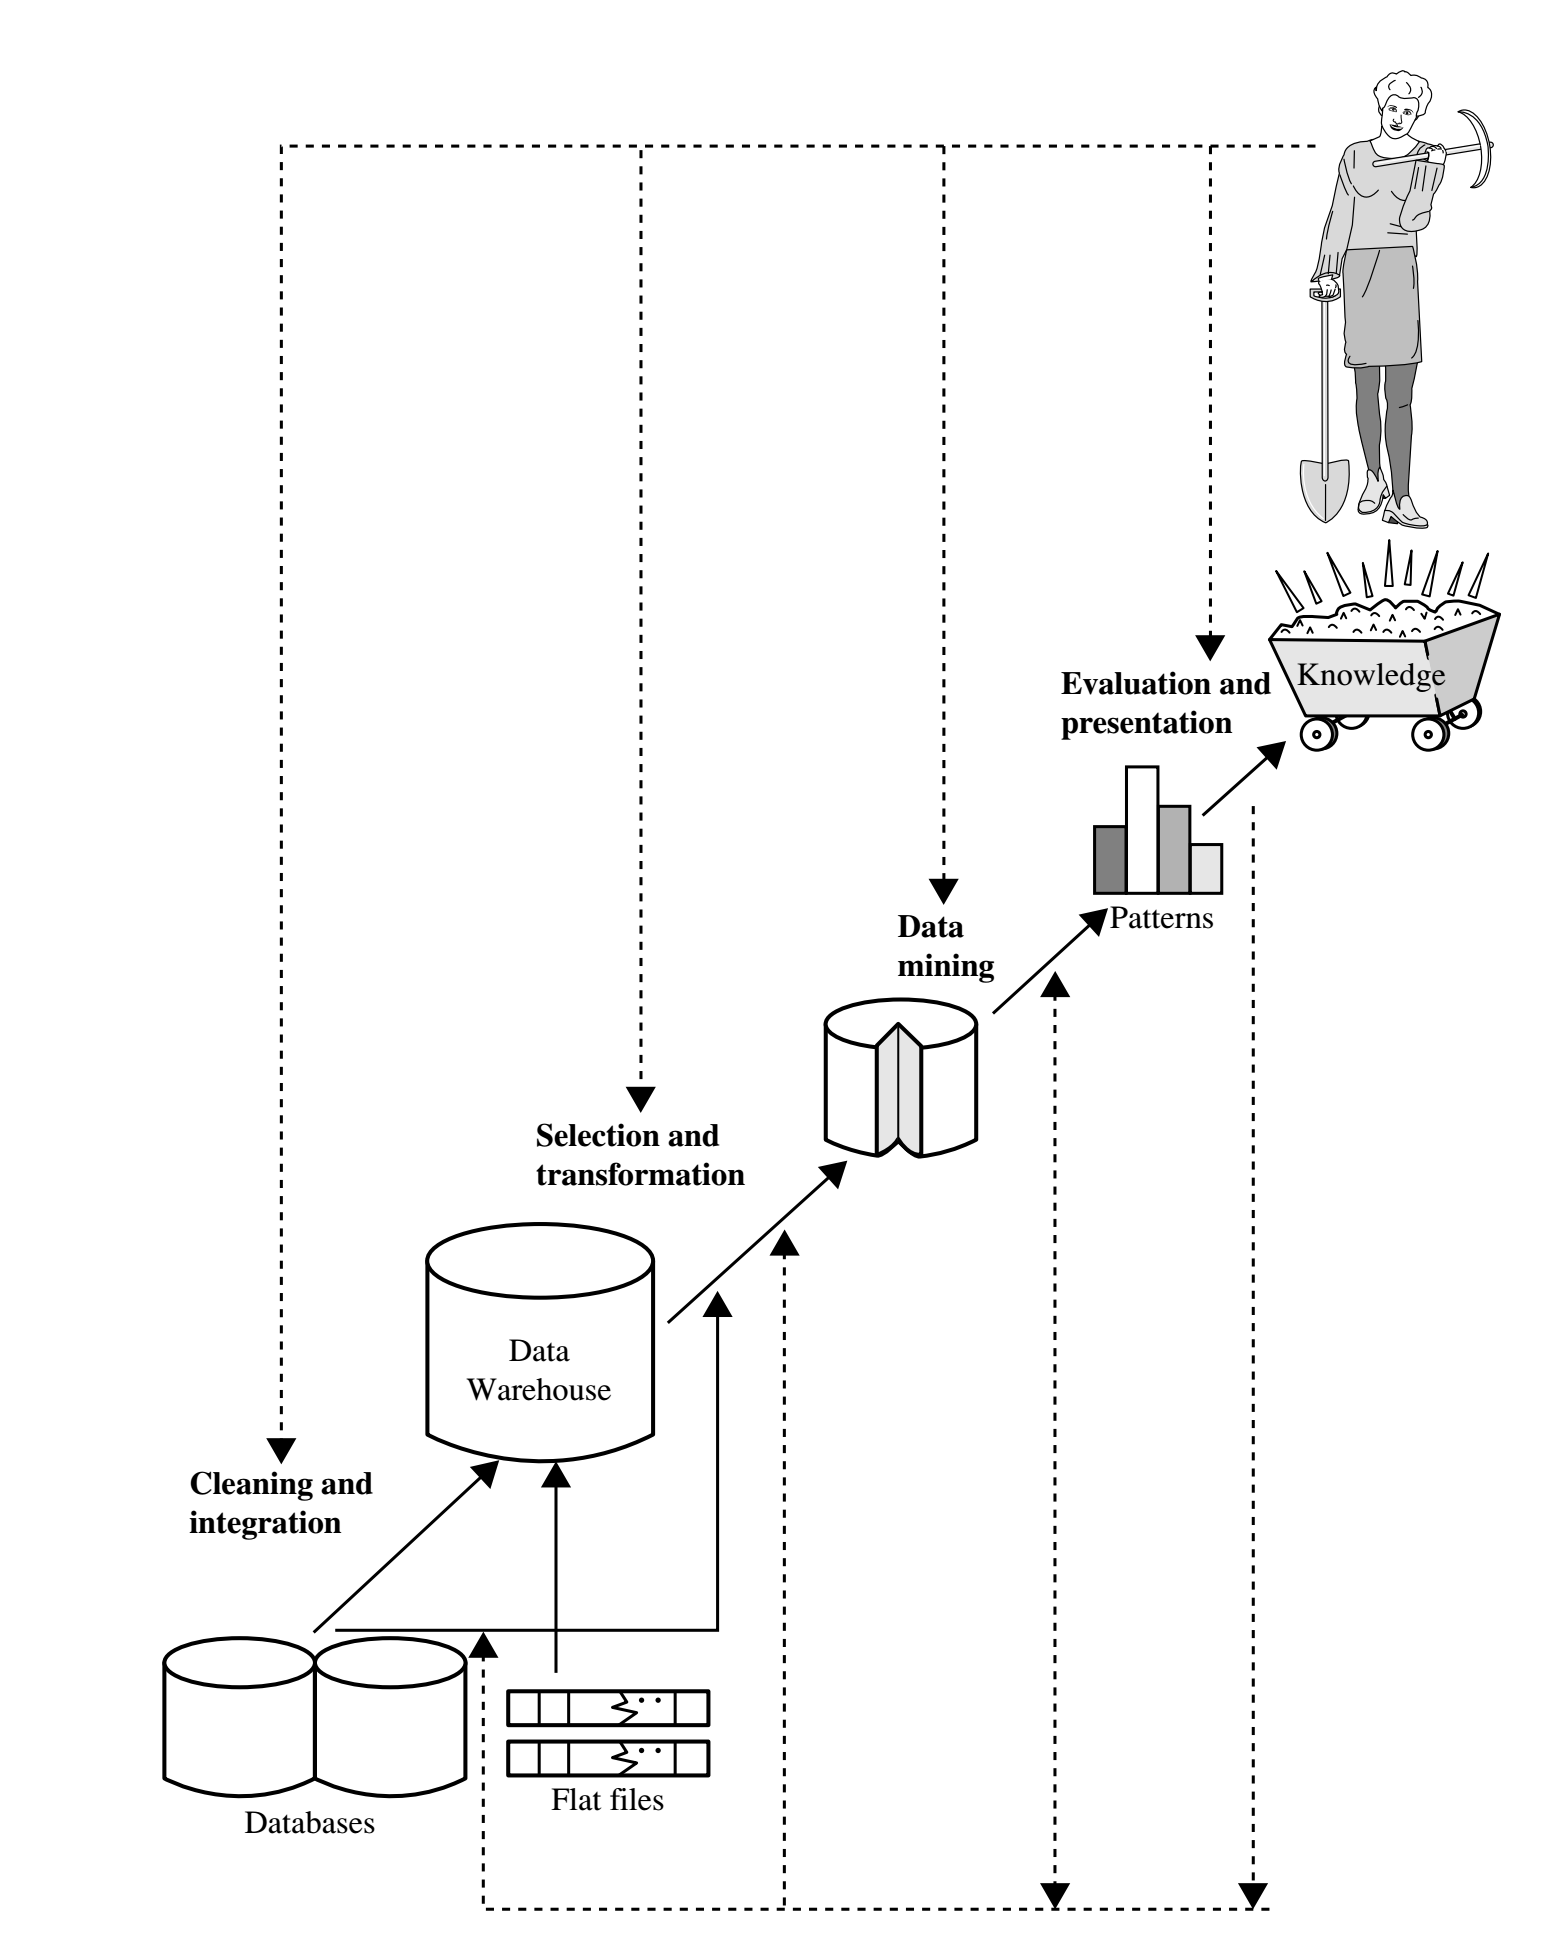 Evaluation and
presentation
Knowledge
Patterns
Data
mining
Selection and
transformation
Data
Warehouse
Cleaning and
integration
Flat files
Databases